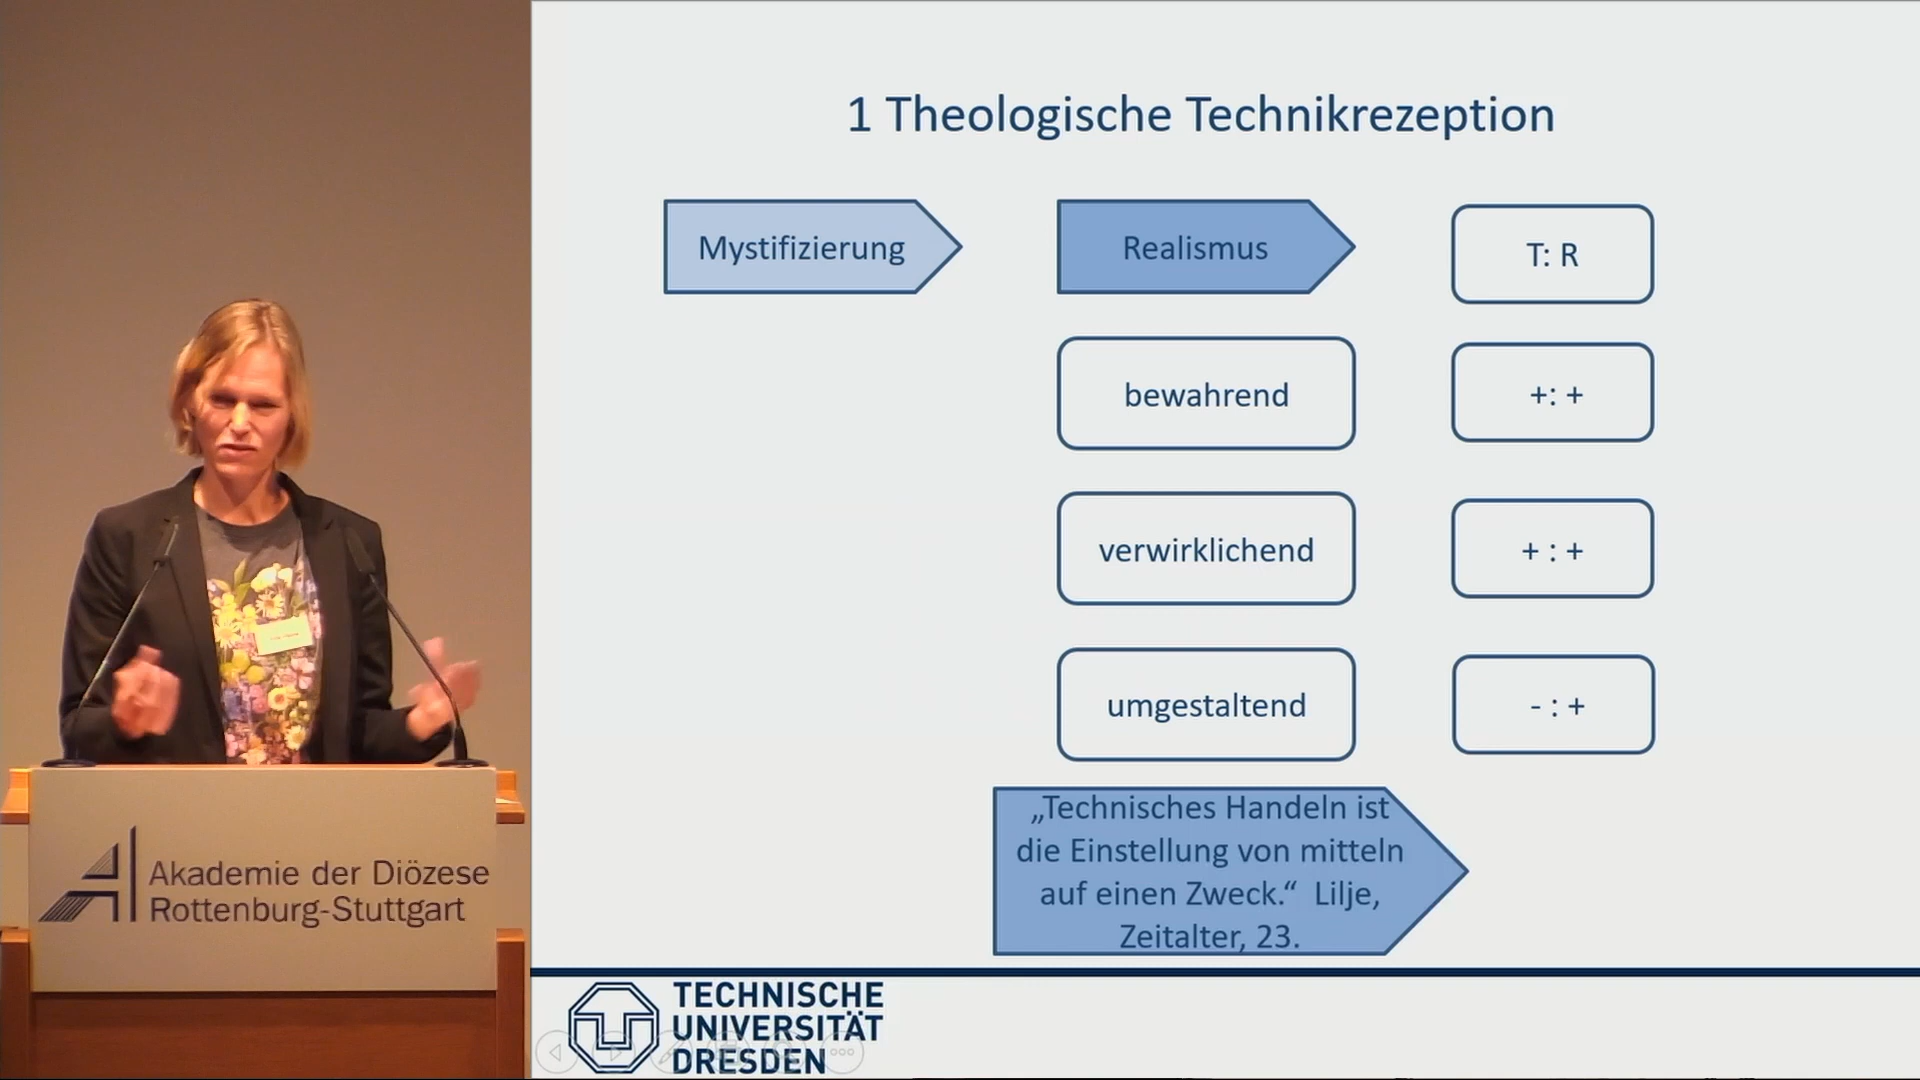 1 Theologische Technikrezeption
Mystifizierung
Realismus
T: R
bewahrend
+: +
verwirklichend
+ : +
umgestaltend
- : +
„Technisches Handeln ist
die Einstellung von mitteln
auf einen Zweck.“ Lilje,
Zeitalter, 23.
Akademie der Diözese
Rottenburg-Stuttgart
TECHNISCHE
UNIVERSITÄT
DRESDEN